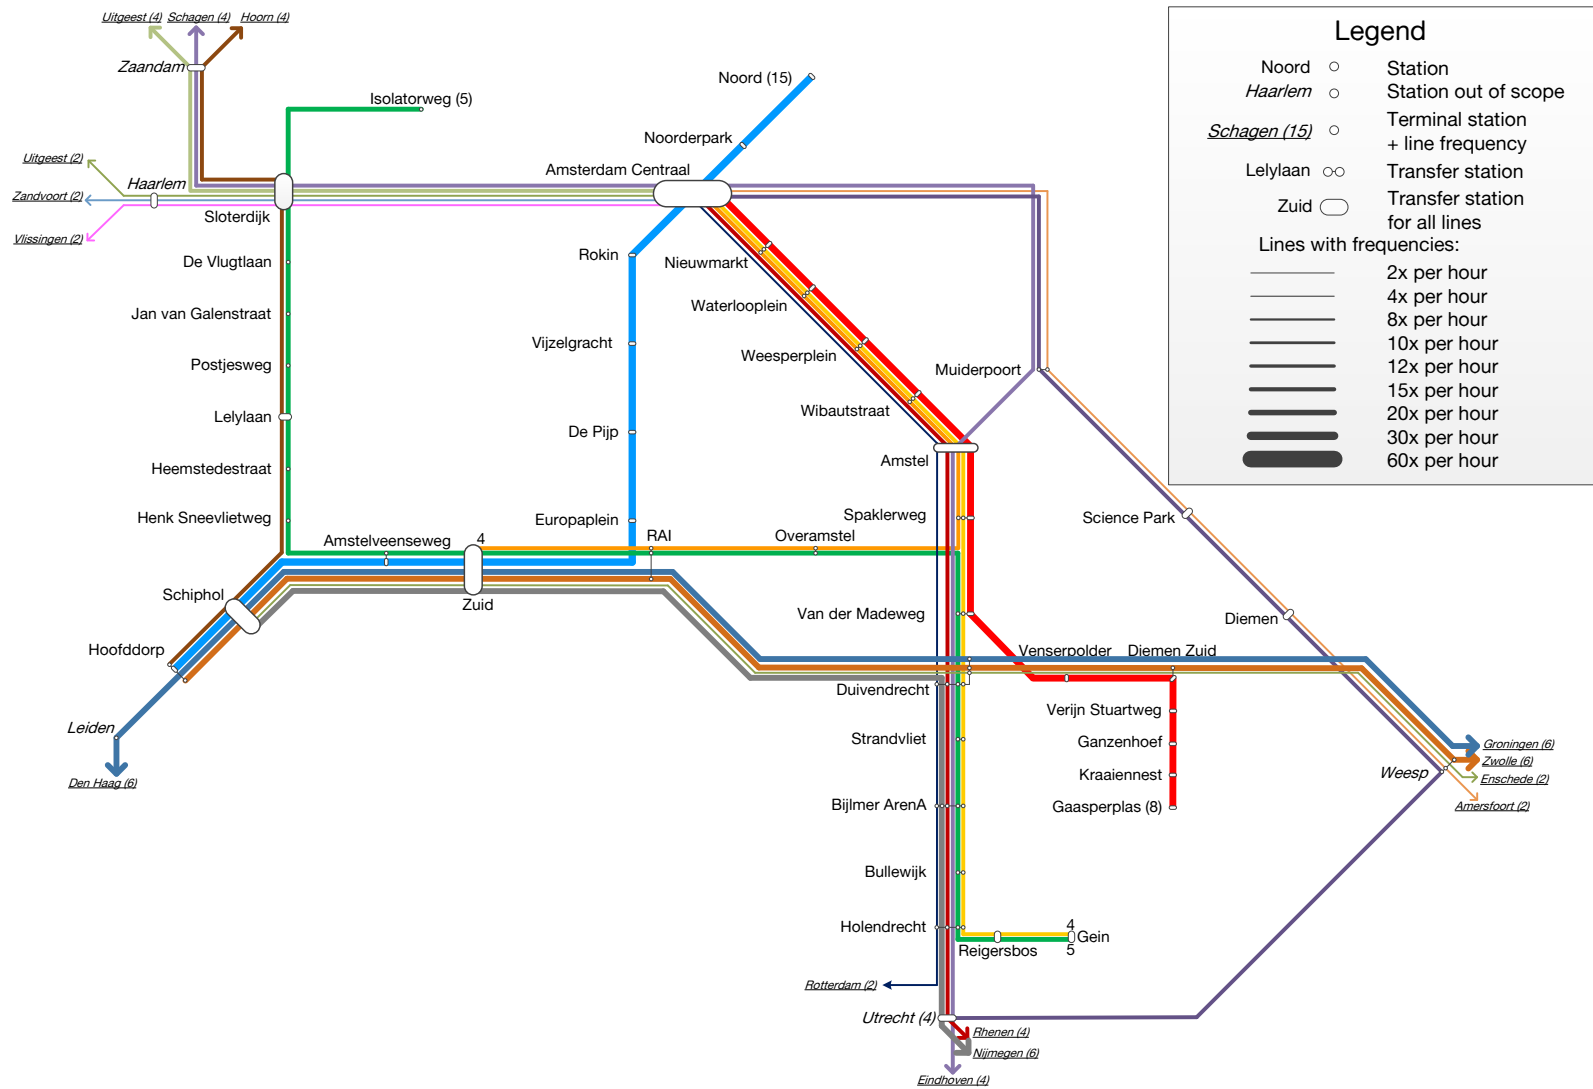 Uitgeest (4)
Schagen (4)
Hoorn (4)
Zaandam
Isolatorweg (5)
Noord (15)
Noorderpark
Amsterdam Centraal
Uitgeest (2)
Haarlem
Zandvoort (2)
Sloterdijk
Vlissingen (2)
De Vlugtlaan
Jan van Galenstraat
Postjesweg
Lelylaan
Heemstedestraat
Henk Sneevlietweg
Amstelveenseweg
4
Zuid
Schiphol
Hoofddorp
Leiden
Den Haag (6)
Rokin
Vijzelgracht
De Pijp
Europaplein
RAI
Overamstel
Nieuwmarkt
Waterlooplein
Weesperplein
Wibautstraat
Muiderpoort
Amstel
Spaklerweg
Van der Madeweg
Science Park
Diemen
Venserpolder
Diemen Zuid
Duivendrecht
Verijn Stuartweg
Strandvliet
Ganzenhoef
Kraaiennest
Gaasperplas (8)
Bijlmer ArenA
Bullewijk
Holendrecht
4
Gein
5
Reigersbos
Weesp
Groningen (6)
Zwolle (6)
Enschede (2)
Amersfoort (2)
Rotterdam (2)
Utrecht (4)
Rhenen (4)
Nijmegen (6)
Eindhoven (4)
Legend
Noord Station
Haarlem Station out of scope
Schagen (15) Terminal station
+ line frequency
Lelylaan Transfer station
Zuid Transfer station
for all lines
Lines with frequencies:
2x per hour
4x per hour
8x per hour
10x per hour
12x per hour
15x per hour
20x per hour
30x per hour
60x per hour